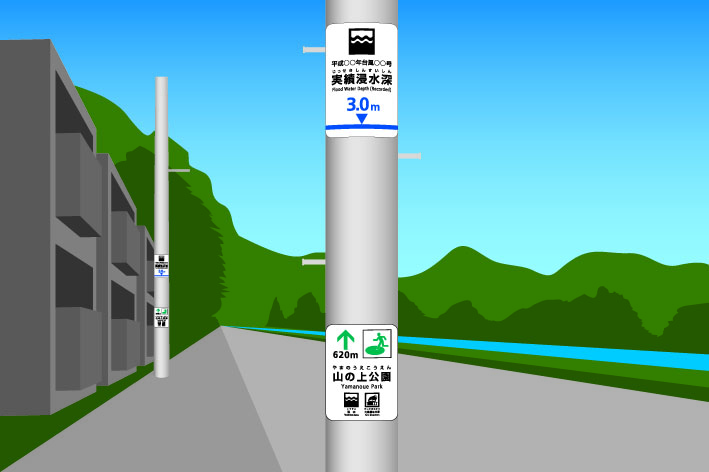 平成○○年台風○○号
じっせきしんすいしん
実績浸水深
Flood Water Depth (Recorded)
3.0m
620m
やまのうえこうえん
山の上公園
Yamanoue Park